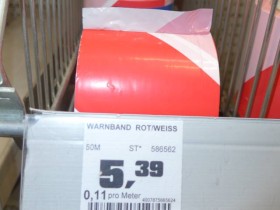 WARNBAND ROT/WEISS
50M ST* 586562
5,39
0,11 pro Meter